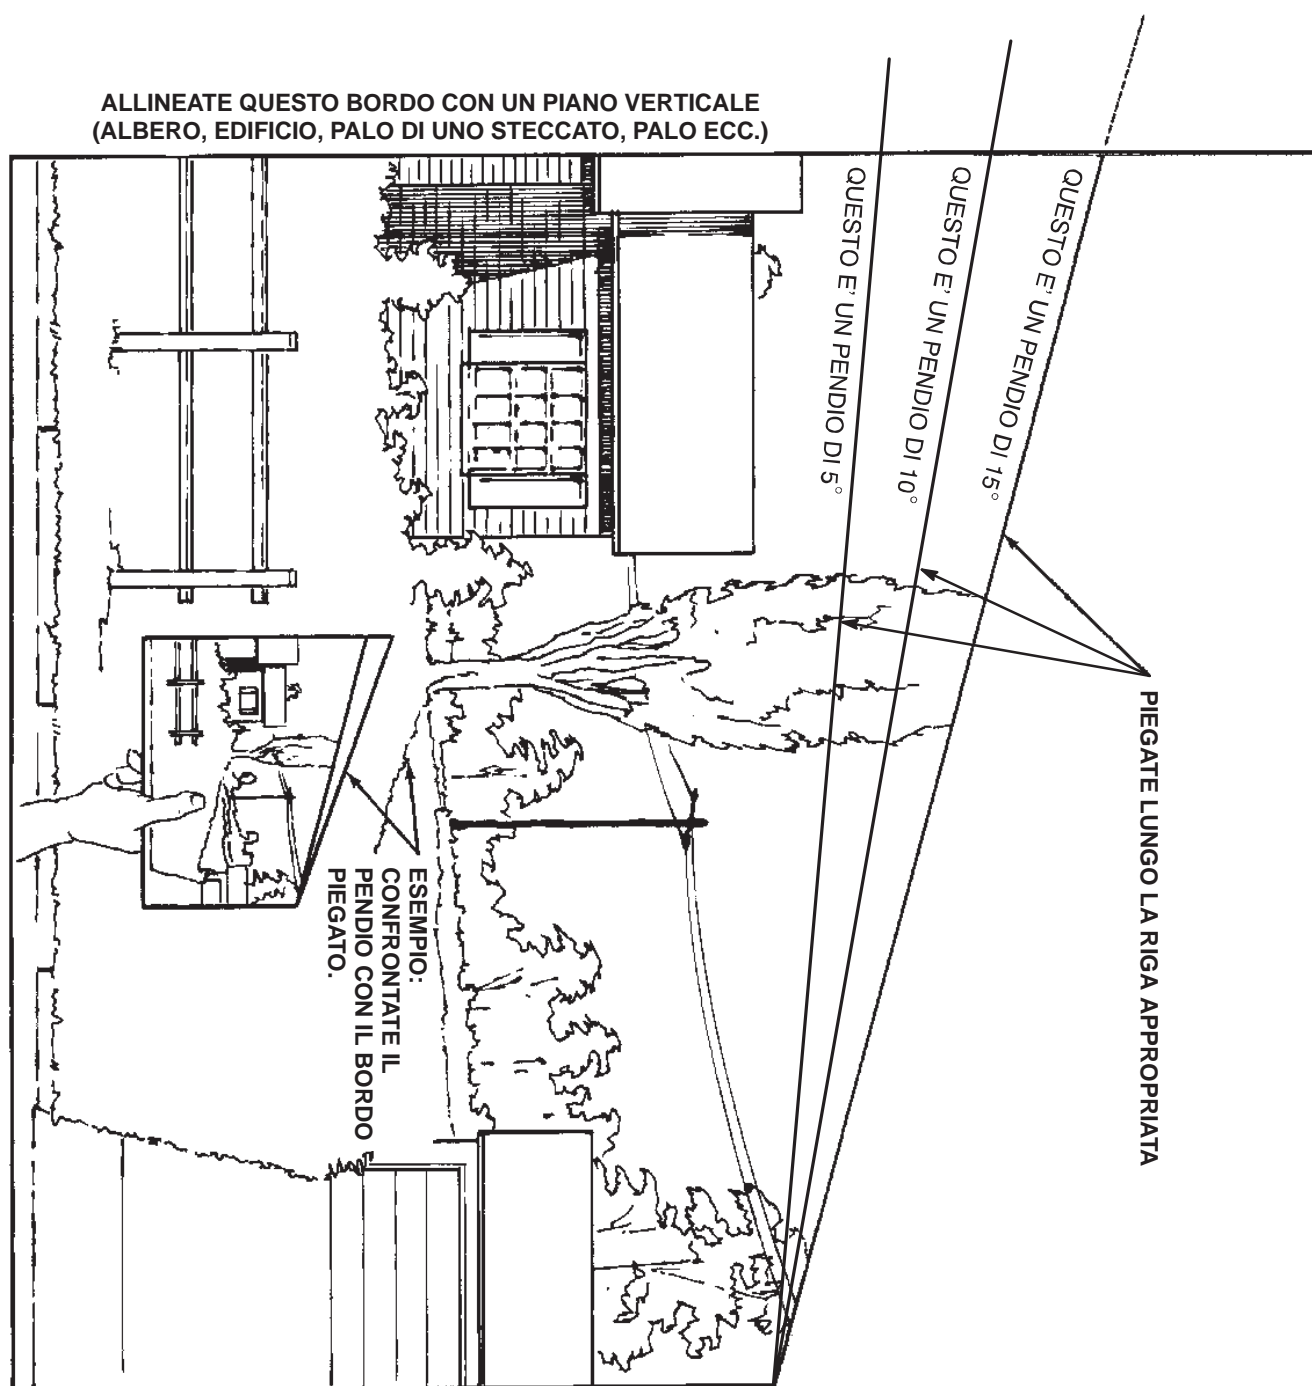 ALLINEATE QUESTO BORDO CON UN PIANO VERTICALE
(ALBERO, EDIFICIO, PALO DI UNO STECCATO, PALO ECC.)
QUESTO E' UN PENDIO DI 15°
QUESTO E' UN PENDIO DI 10°
QUESTO E' UN PENDIO DI 5°
PIEGATE LUNGO LA RIGA APPROPRIATA
ESEMPIO:
CONFRONTATE IL
PENDIO CON IL BORDO
PIEGATO.